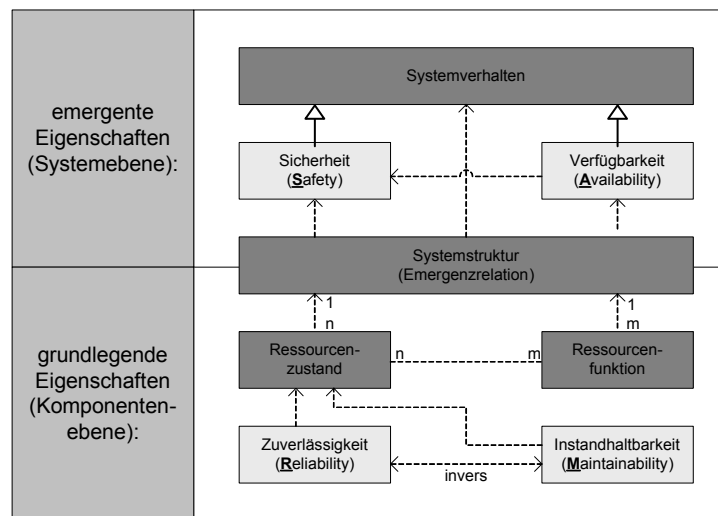 emergente
Eigenschaften
(Systemebene):
Systemverhalten
Sicherheit
(Safety)
Verfügbarkeit
(Availability)
Systemstruktur
(Emergenzrelation)
1
n
1
m
grundlegende
Eigenschaften
(Komponenten-
ebene):
Ressourcen-
zustand
n
m
Ressourcen-
funktion
Zuverlässigkeit
(Reliability)
invers
Instandhaltbarkeit
(Maintainability)